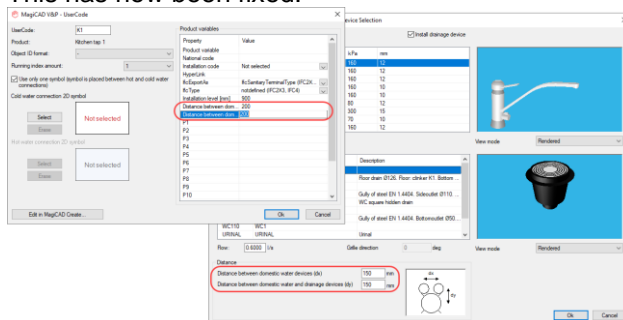 This has now been fixed.
MagiCAD V&P - UserCode
UserCode:
K1
Product:
Kitchen tap 1
Object ID format:
-
Running index amount:
1
Use only one symbol (symbol is placed between hot and cold water
connections)
Cold water connection 2D symbol
Select
Erase
Not selected
Hot water connection 2D symbol
Select
Erase
Not selected
Edit in MagiCAD Create...
Product variables
Property
Value
Product variable
National code
Installation code
Not selected
HyperLink
IfcExportAs
IfcSanitaryTerminalType (IFC2X...
IfcType
notdefined (IFC2X3, IFC4)
Installation level [mm]
900
Distance between dom...
200
Distance between dom...
200
P1
P2
P3
P4
P5
P6
P7
P8
P9
P10
Ok
Cancel
Device Selection
Install drainage device
kPa
mm
160
12
160
12
160
12
160
10
160
10
160
10
80
12
300
15
70
10
160
12
View mode
Rendered
Description
Floor drain Ø126. Floor: clinker K1. Bottom ...
Gully of steel EN 1.4404. Sideoutlet Ø110. ...
WC square hidden drain
Gully of steel EN 1.4404. Bottomoutlet Ø50...
WC110
WC1
URINAL
URINAL
Urinal
Flow:
0.6000
l/s
Grille direction
0
deg
View mode
Rendered
Distance
Distance between domestic water devices (dx)
150
mm
Distance between domestic water and drainage devices (dy)
150
mm
dx
dy
Ok
Cancel